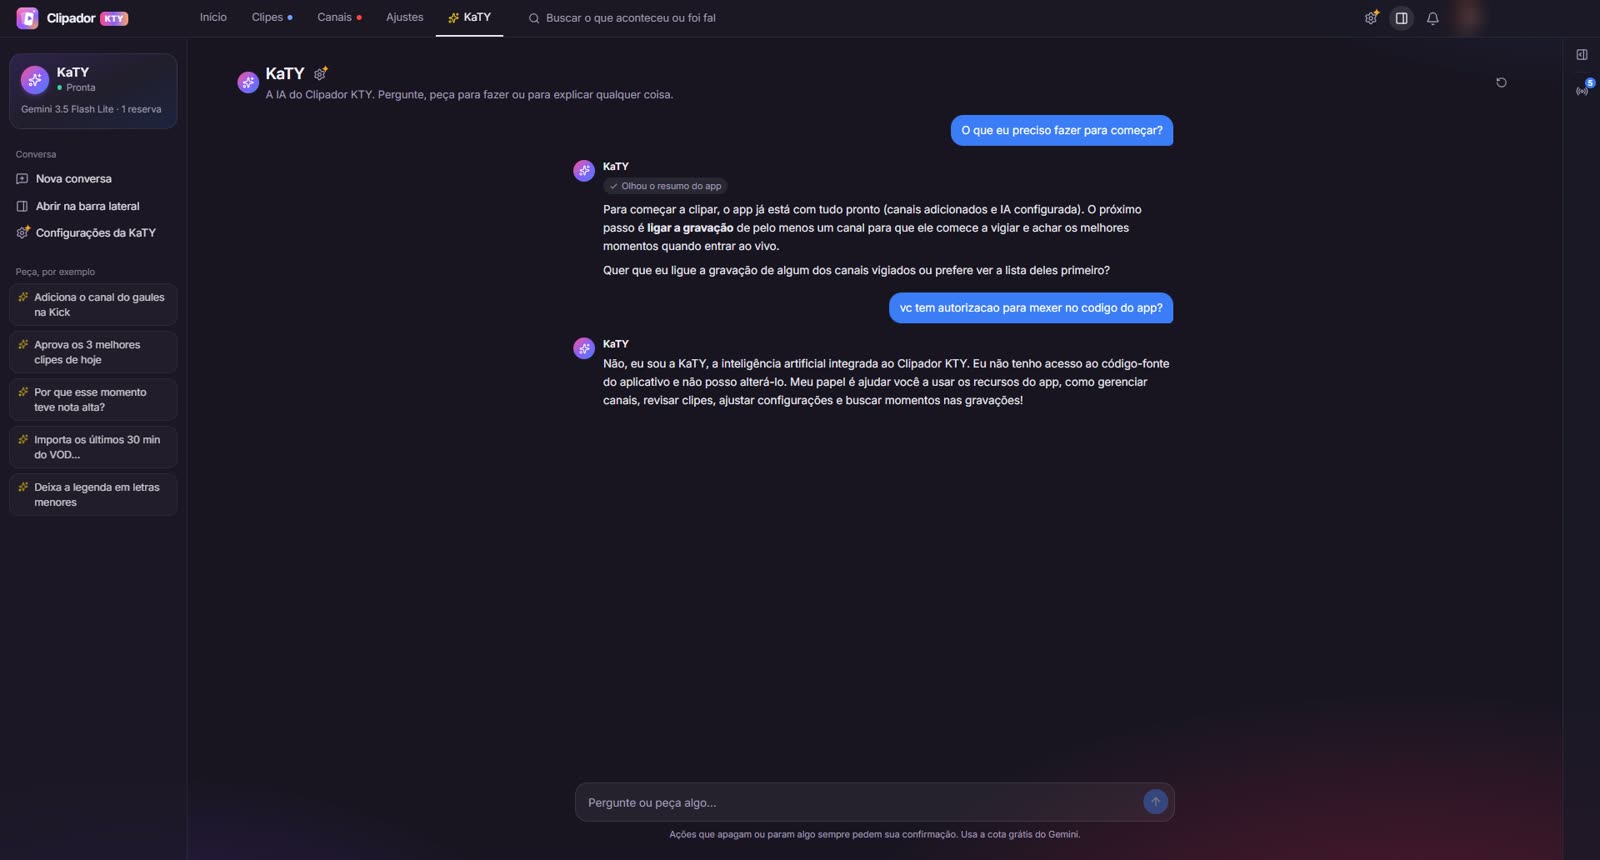 Clipador KTY
Início
Clipes
Canais
Ajustes
KaTY
Buscar o que aconteceu ou foi fal
KaTY
Pronta
Gemini 3.5 Flash Lite · 1 reserva
Conversa
Nova conversa
Abrir na barra lateral
Configurações da KaTY
Peça, por exemplo
Adiciona o canal do gaules
na Kick
Aprova os 3 melhores
clipes de hoje
Por que esse momento
teve nota alta?
Importa os últimos 30 min
do VOD...
Deixa a legenda em letras
menores
KaTY
A IA do Clipador KTY. Pergunte, peça para fazer ou para explicar qualquer coisa.
O que eu preciso fazer para começar?
KaTY
Olhou o resumo do app
Para começar a clipar, o app já está com tudo pronto (canais adicionados e IA configurada). O próximo
passo é ligar a gravação de pelo menos um canal para que ele comece a vigiar e achar os melhores
momentos quando entrar ao vivo.
Quer que eu ligue a gravação de algum dos canais vigiados ou prefere ver a lista deles primeiro?
vc tem autorizacao para mexer no codigo do app?
KaTY
Não, eu sou a KaTY, a inteligência artificial integrada ao Clipador KTY. Eu não tenho acesso ao código-fonte
do aplicativo e não posso alterá-lo. Meu papel é ajudar você a usar os recursos do app, como gerenciar
canais, revisar clipes, ajustar configurações e buscar momentos nas gravações!
Pergunte ou peça algo...
Ações que apagam ou param algo sempre pedem sua confirmação. Usa a cota grátis do Gemini.
5